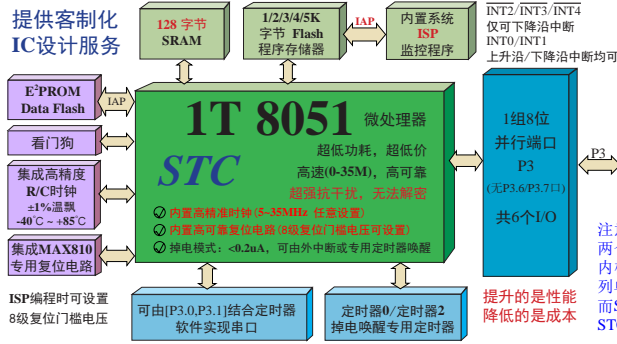 提供客制化
IC设计服务
128 字节
SRAM
1/2/3/4/5K
字节 Flash
程序存储器
IAP
内置系统
ISP
监控程序
INT2/INT3/INT4
仅可下降沿中断
INT0/INT1
上升沿/下降沿中断均可
E²PROM
Data Flash
IAP
看门狗
集成高精度
R/C时钟
±1%温飘
-40℃ ~ +85℃
集成MAX810
专用复位电路
ISP编程时可设置
8级复位门槛电压
1T 8051 微处理器
STC
超低功耗，超低价
高速(0-35M)，高可靠
超强抗干扰，无法解密
内置高精准时钟(5~35MHz 任意设置)
内置高可靠复位电路(8级复位门槛电压可设置)
掉电模式：<0.2uA，可由外中断或专用定时器唤醒
1组8位
并行端口
P3
(无P3.6/P3.7口)
共6个I/O
P3
可由[P3.0,P3.1]结合定时器
软件实现串口
定时器0/定时器2
掉电唤醒专用定时器
提升的是性能
降低的是成本
两个
内
列
而S
STC